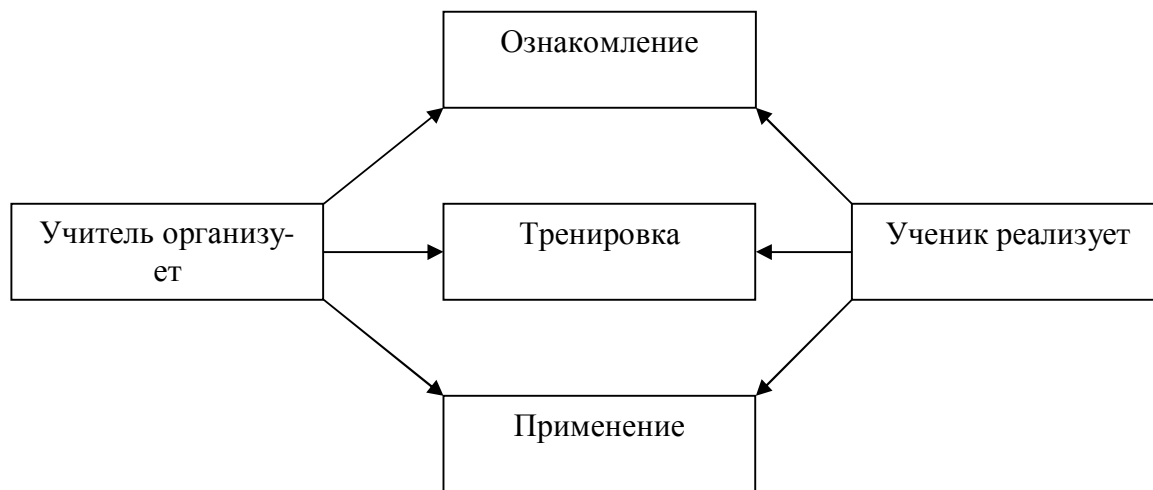 Ознакомление
Учитель организу-
ет
Тренировка
Ученик реализует
Применение